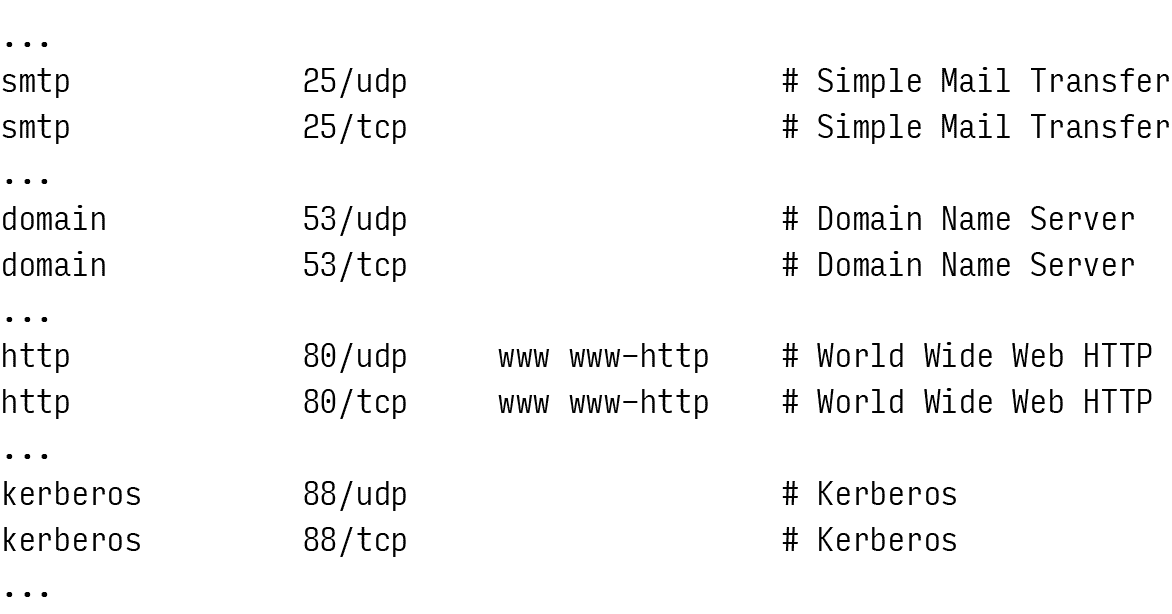 ...
smtp 25/udp # Simple Mail Transfer
smtp 25/tcp # Simple Mail Transfer
...
domain 53/udp # Domain Name Server
domain 53/tcp # Domain Name Server
...
http 80/udp www www-http # World Wide Web HTTP
http 80/tcp www www-http # World Wide Web HTTP
...
kerberos 88/udp # Kerberos
kerberos 88/tcp # Kerberos
...